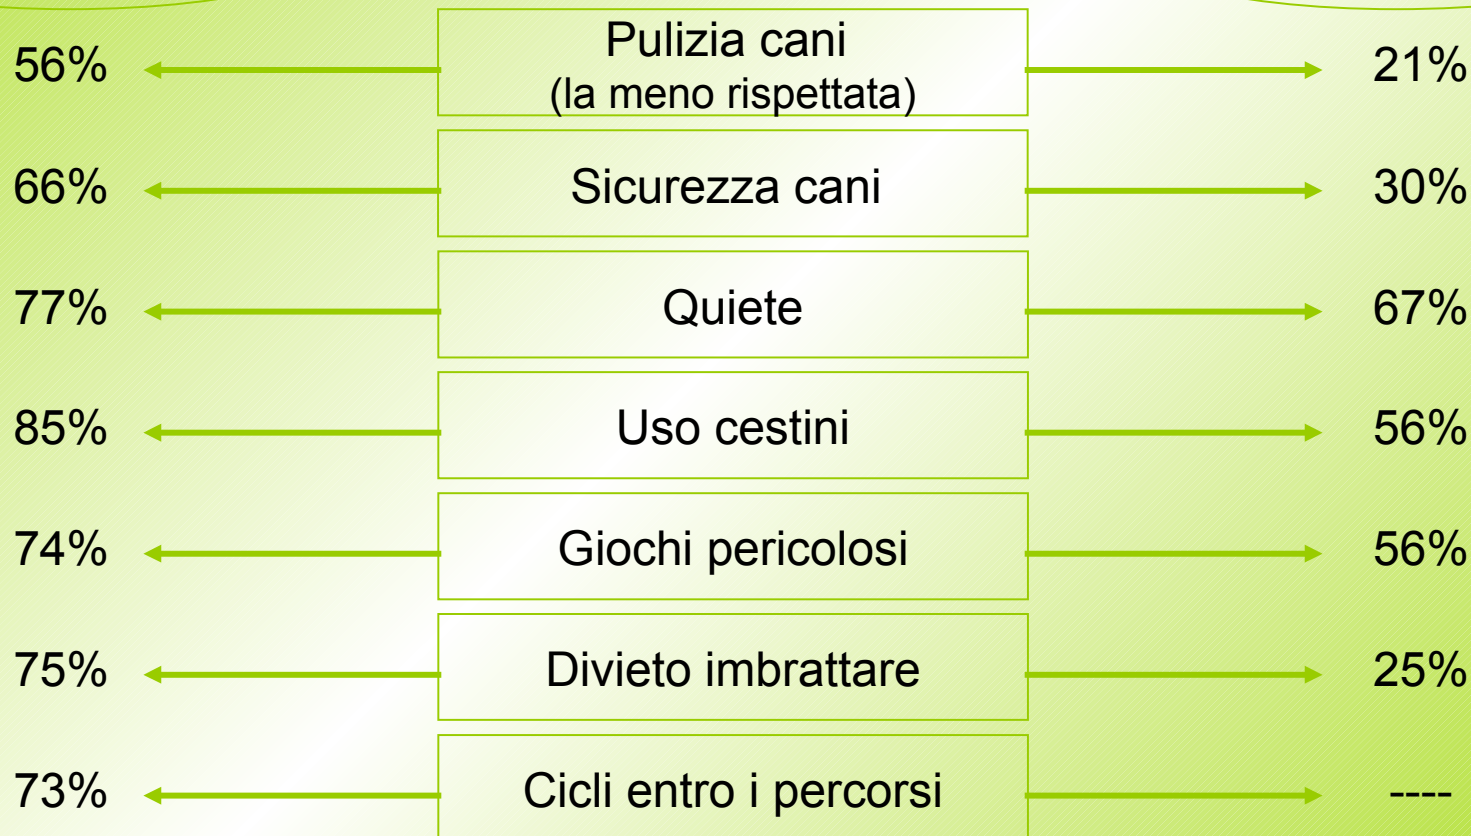 56% Pulizia cani 21%
(la meno rispettata)
66% Sicurezza cani 30%
77% Quiete 67%
85% Uso cestini 56%
74% Giochi pericolosi 56%
75% Divieto imbrattare 25%
73% Cicli entro i percorsi ----